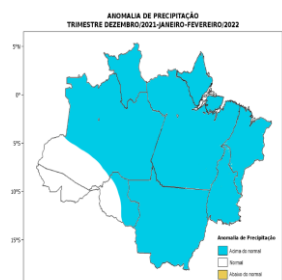 ANOMALIA DE PRECIPITAÇÃO
TRIMESTRE DEZEMBRO/2021-JANEIRO-FEVEREIRO/2022
5°N
0°
5°S
10°S
15°S
Anomalia de Precipitação
Acima do normal
Normal
Abaixo do normal